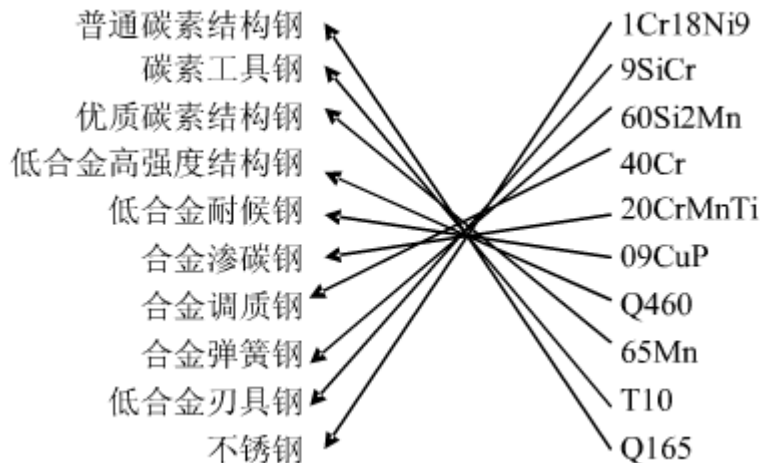 普通碳素结构钢 1Cr18Ni9
碳素工具钢 9SiCr
优质碳素结构钢 60Si2Mn
低合金高强度结构钢 40Cr
低合金耐候钢 20CrMnTi
合金渗碳钢 09CuP
合金调质钢 Q460
合金弹簧钢 65Mn
低合金刃具钢 T10
不锈钢 Q165